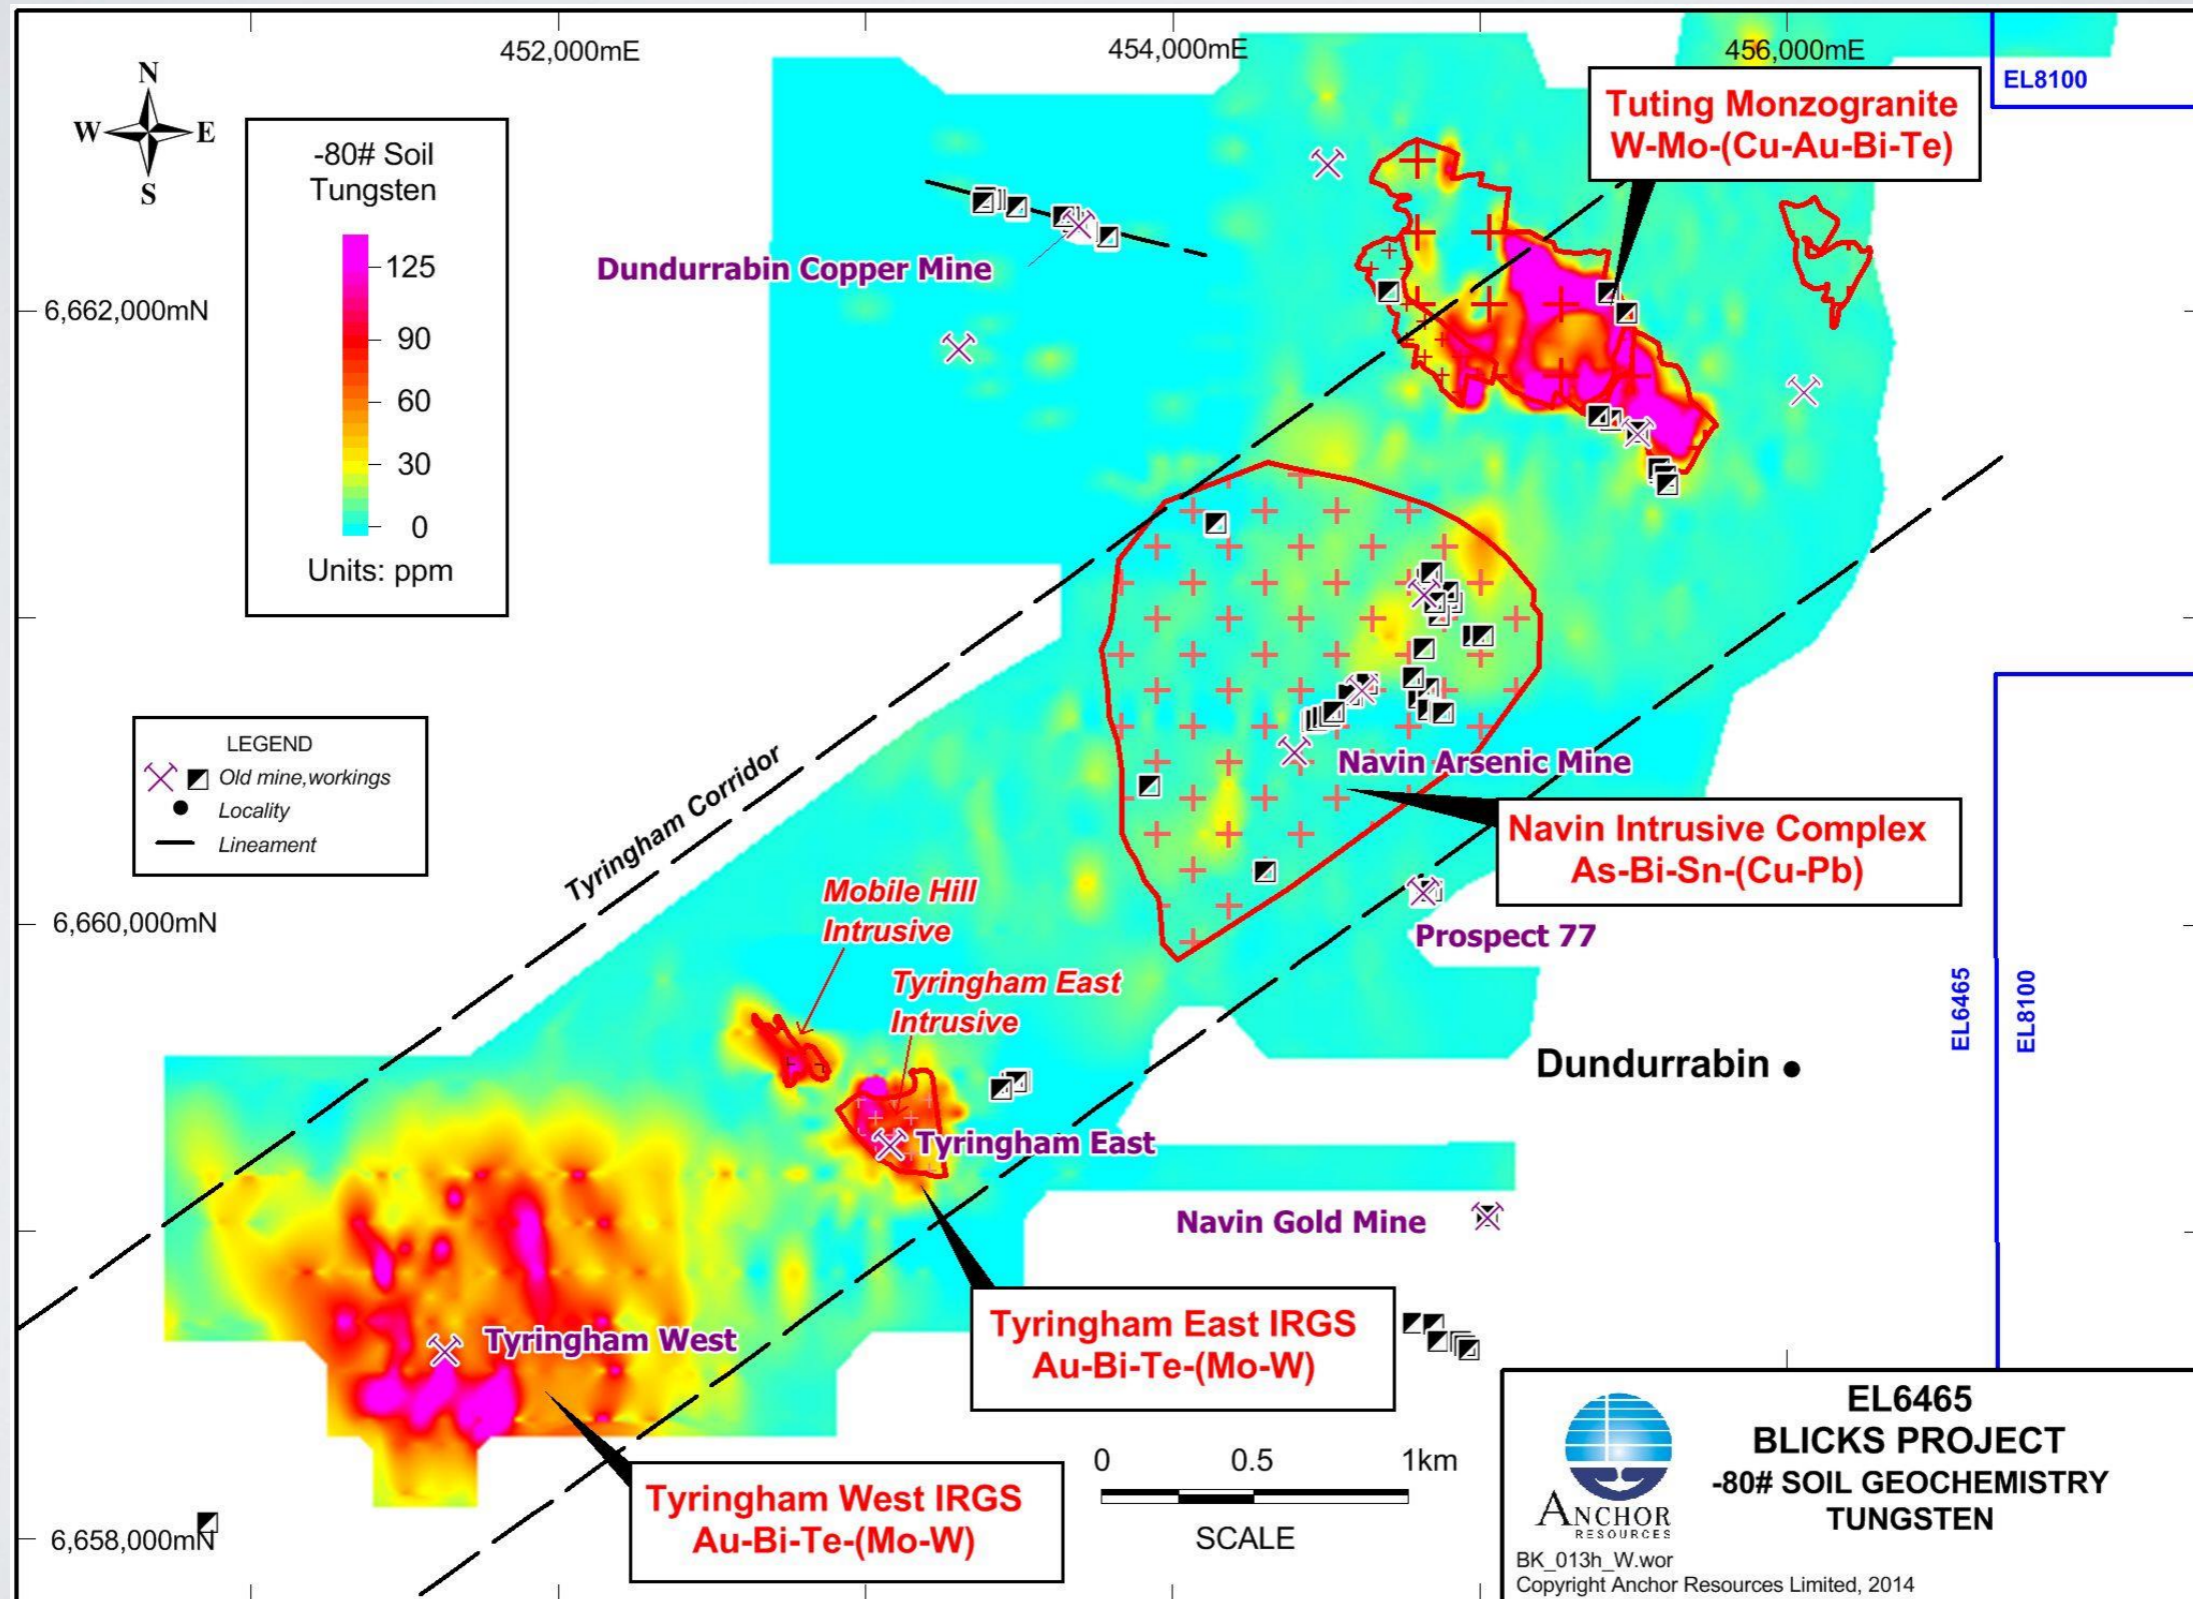 452,000mE
454,000mE
456,000mE
EL8100
N
W
E
S
-80# Soil
Tungsten
125
90
60
30
0
Units: ppm
Tuting Monzogranite
W-Mo-(Cu-Au-Bi-Te)
Dundurrabin Copper Mine
6,662,000mN
LEGEND
Old mine,workings
Locality
Lineament
Tyringham Corridor
Navin Arsenic Mine
Navin Intrusive Complex
As-Bi-Sn-(Cu-Pb)
Mobile Hill
Intrusive
6,660,000mN
Prospect 77
Tyringham East
Intrusive
EL6465
EL8100
Dundurrabin
Tyringham East
Navin Gold Mine
Tyringham West
Tyringham East IRGS
Au-Bi-Te-(Mo-W)
Tyringham West IRGS
Au-Bi-Te-(Mo-W)
6,658,000mN
0 0.5 1km
SCALE
ANCHOR
RESOURCES
EL6465
BLICKS PROJECT
-80# SOIL GEOCHEMISTRY
TUNGSTEN
BK_013h_W.wor
Copyright Anchor Resources Limited, 2014